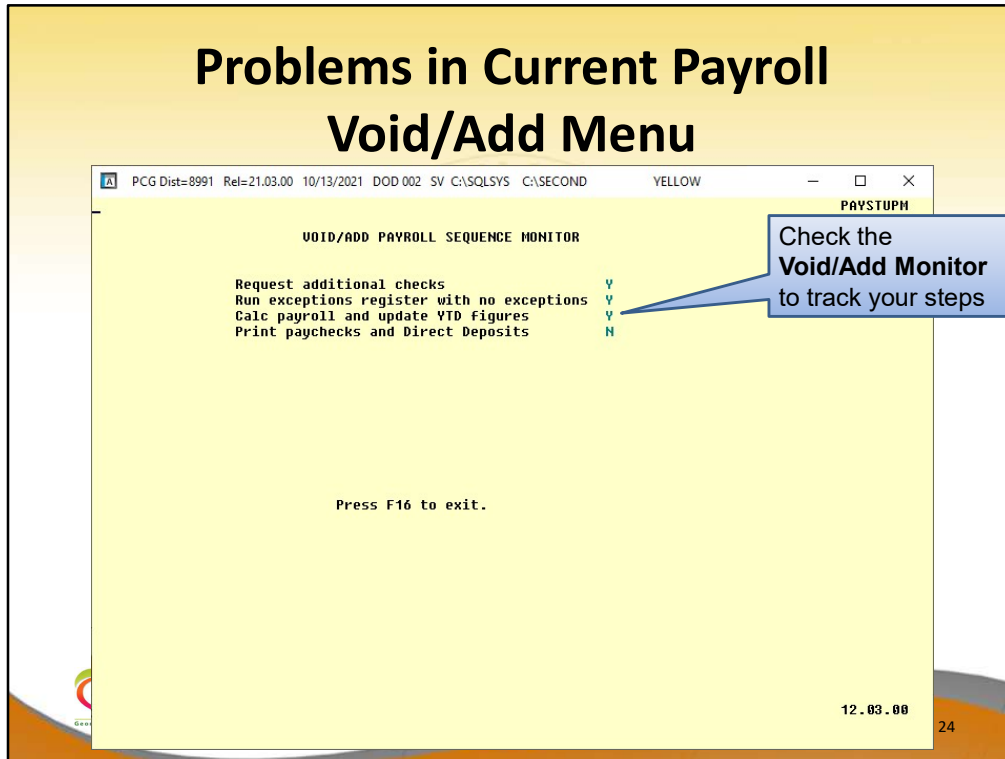 Problems in Current Payroll
Void/Add Menu
PCG Dist=8991 Rel=21.03.00 10/13/2021 DOD 002 SV C:\SQLSYS C:\SECOND YELLOW
PAYSTUPM
VOID/ADD PAYROLL SEQUENCE MONITOR
Check the
Void/Add Monitor
to track your steps
Request additional checks Y
Run exceptions register with no exceptions Y
Calc payroll and update YTD figures Y
Print paychecks and Direct Deposits N
Press F16 to exit.
12.03.00
24